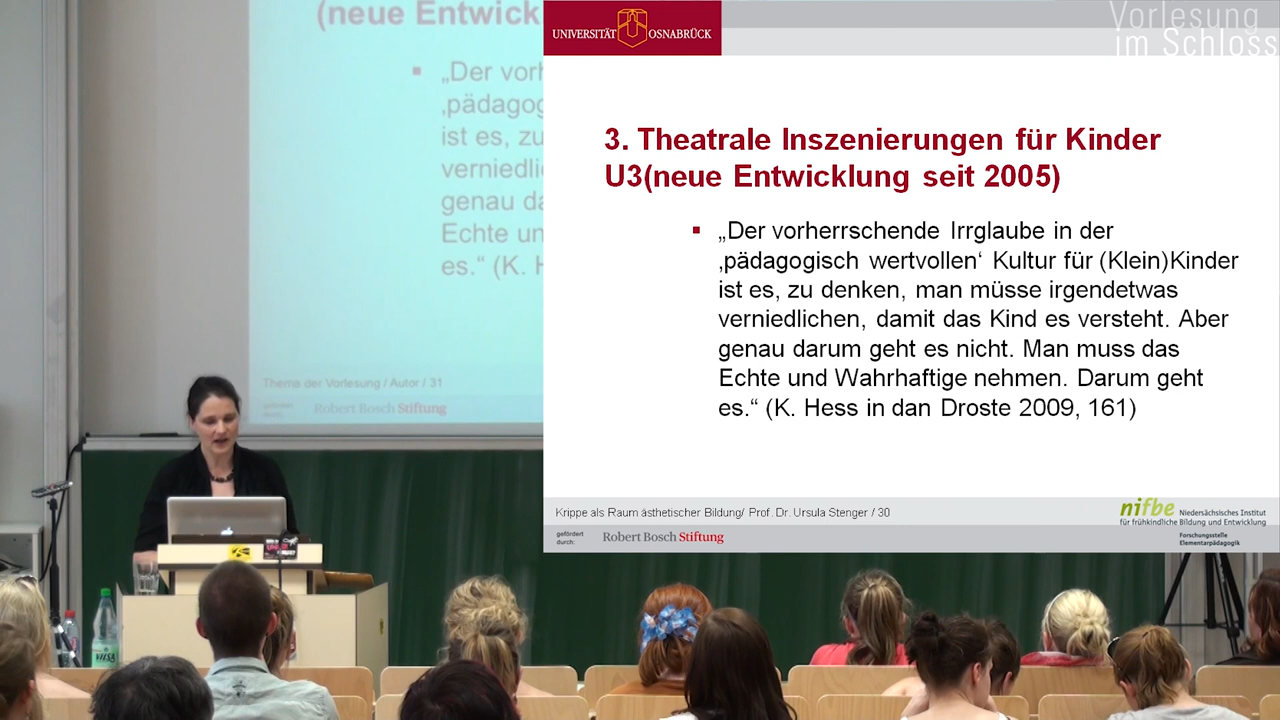 (neue Entwick
„Der vorh
‚pädagog
ist es, zu
verniedli
genau da
Echte un
es.“ (K. H
Thema der Vorlesung / Autor / 31
gefördert
durch:
Robert Bosch Stiftung
UNIVERSITÄT OSNABRÜCK
Vorlesung
im Schloss
3. Theatrale Inszenierungen für Kinder
U3(neue Entwicklung seit 2005)
„Der vorherrschende Irrglaube in der
‚pädagogisch wertvollen‘ Kultur für (Klein)Kinder
ist es, zu denken, man müsse irgendetwas
verniedlichen, damit das Kind es versteht. Aber
genau darum geht es nicht. Man muss das
Echte und Wahrhaftige nehmen. Darum geht
es.“ (K. Hess in dan Droste 2009, 161)
Krippe als Raum ästhetischer Bildung/ Prof. Dr. Ursula Stenger / 30
gefördert
durch:
Robert Bosch Stiftung
nifbe Niedersächsisches Institut
für frühkindliche Bildung und Entwicklung
Forschungsstelle
Elementarpädagogik